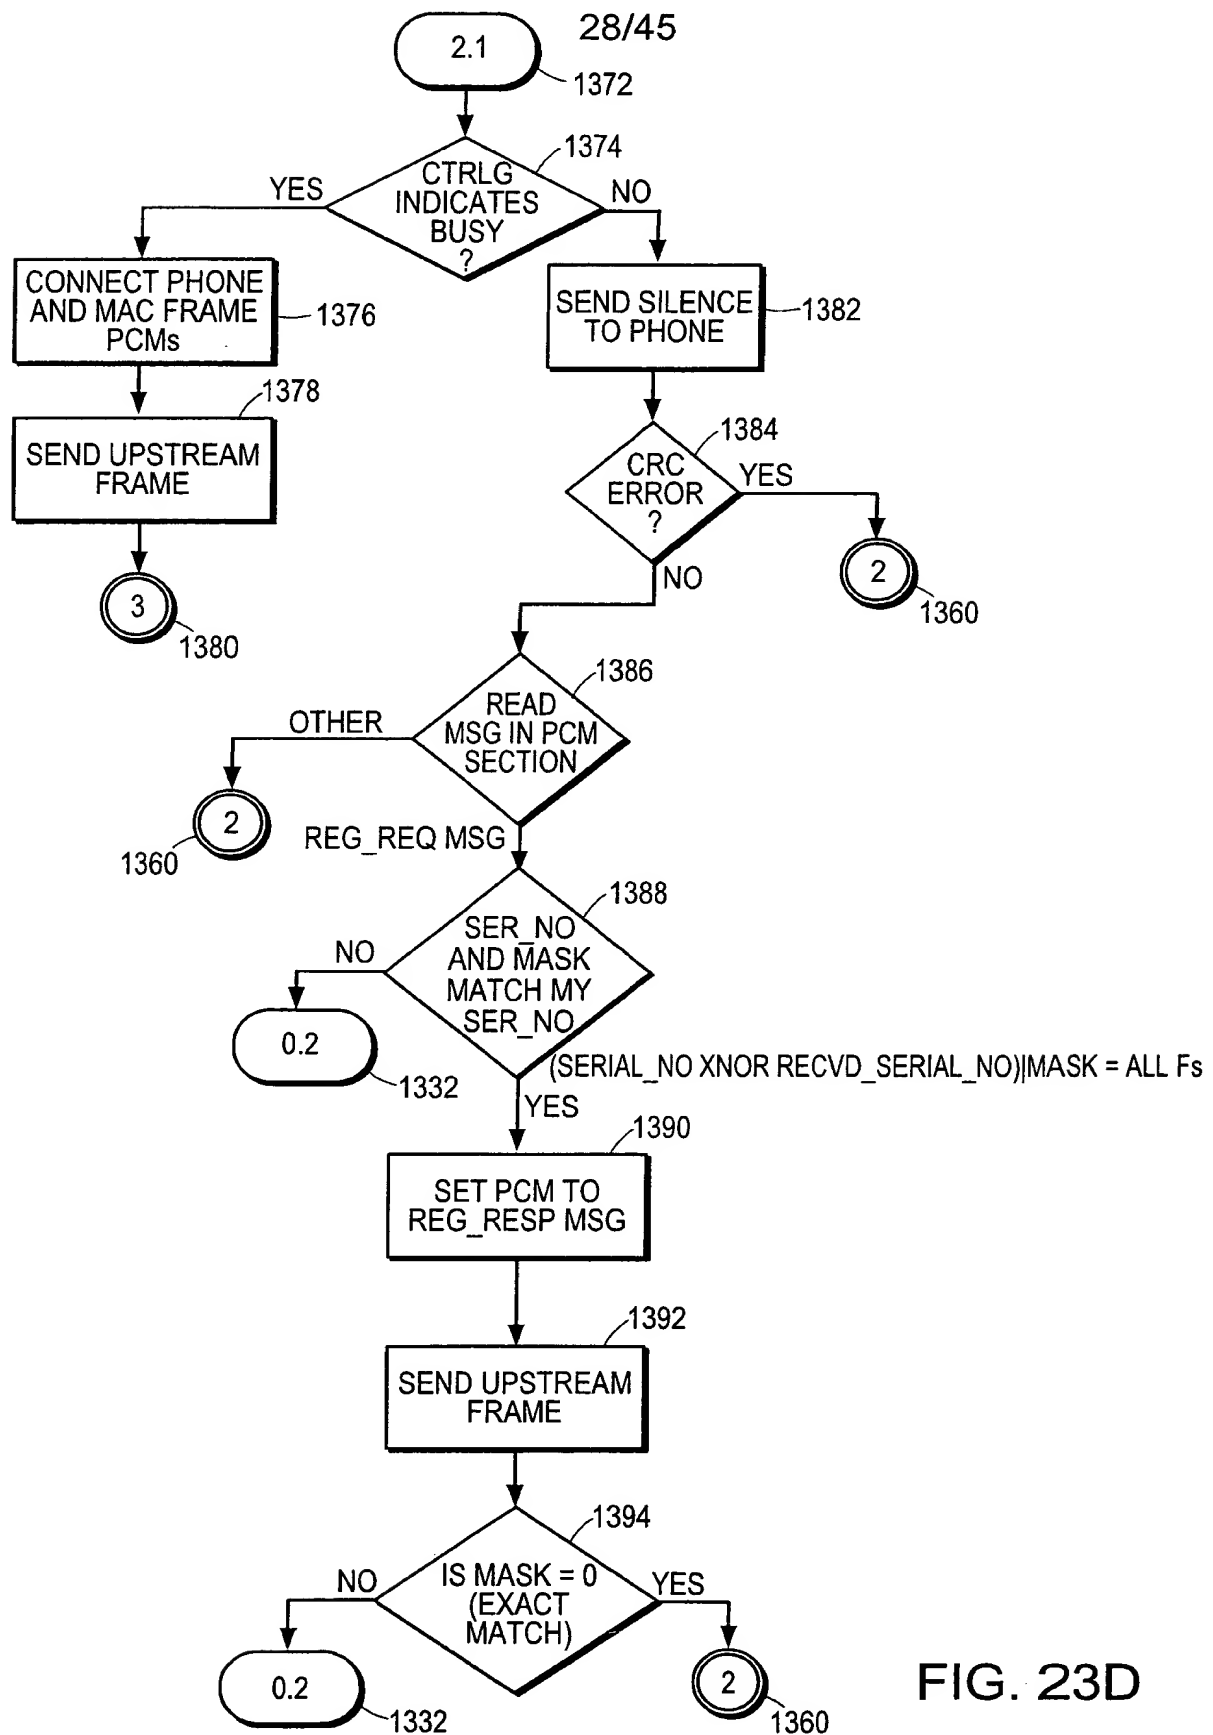 28/45
2.1
1372
1374
CTRLG
INDICATES
BUSY
?
YES
NO
CONNECT PHONE
AND MAC FRAME
PCMs
1376
SEND SILENCE
TO PHONE
1382
1378
SEND UPSTREAM
FRAME
1384
CRC
ERROR
?
YES
NO
3
1380
2
1360
1386
READ
MSG IN PCM
SECTION
OTHER
2
1360
REG_REQ MSG
1388
SER_NO
AND MASK
MATCH MY
SER_NO
NO
0.2
1332
(SERIAL_NO XNOR RECVD_SERIAL_NO)|MASK = ALL Fs
YES
1390
SET PCM TO
REG_RESP MSG
1392
SEND UPSTREAM
FRAME
1394
IS MASK = 0
(EXACT
MATCH)
NO
YES
0.2
1332
2
1360
FIG. 23D